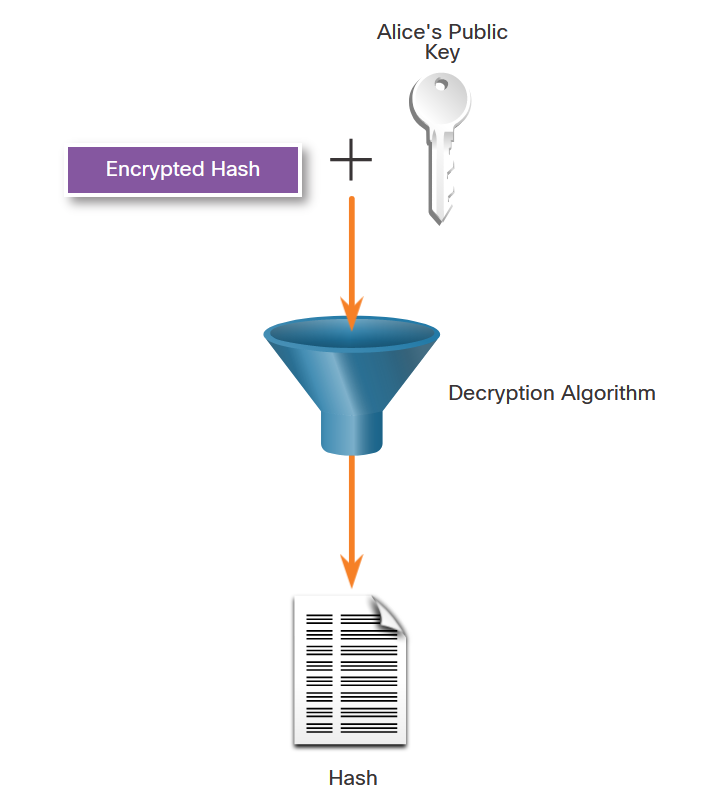 Alice's Public
Key
Encrypted Hash
Decryption Algorithm
Hash